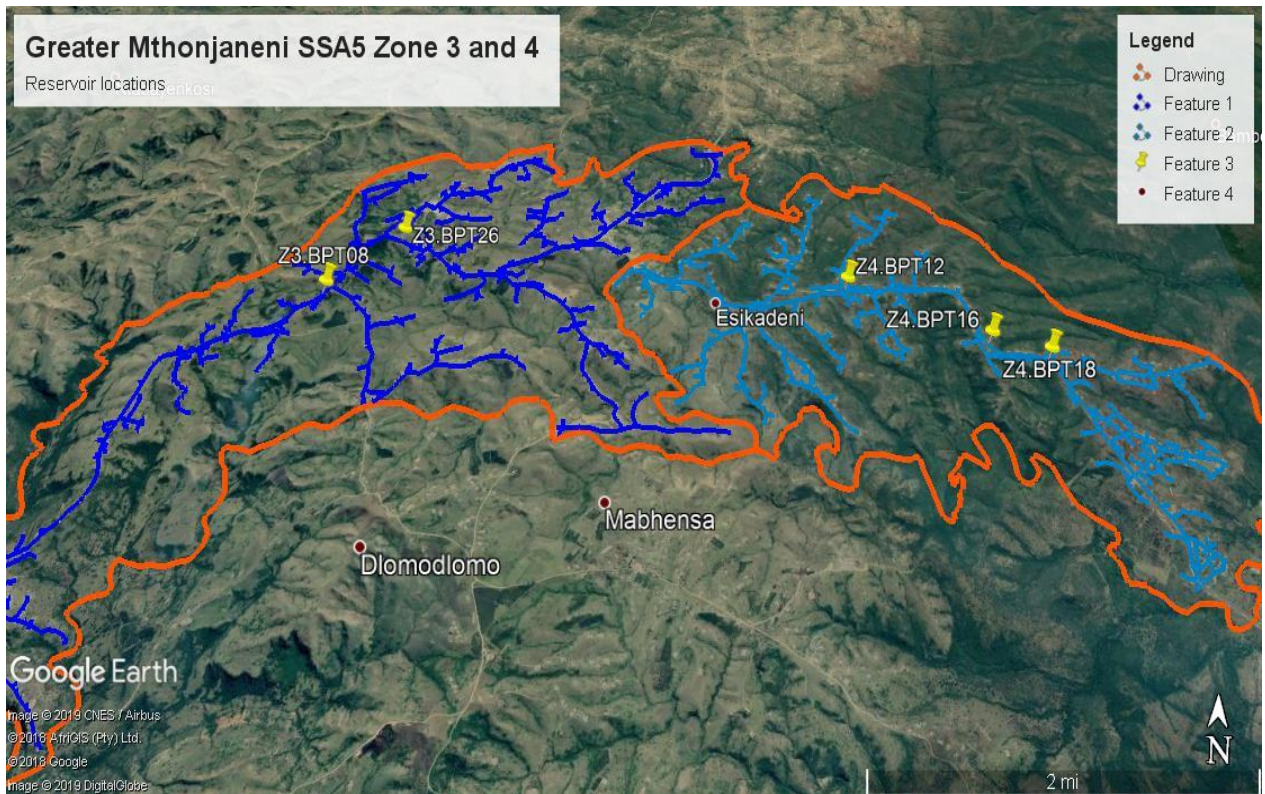 Greater Mthonjaneni SSA5 Zone 3 and 4
Reservoir locations
Legend
Drawing
Feature 1
Feature 2
Feature 3
Feature 4
Z3.BPT26
Z3.BPT08
Z4.BPT12
Esikadeni
Z4.BPT16
Z4.BPT18
Mabhensa
Dlomodlomo
Google Earth
Image © 2019 CNES / Airbus
© 2018 AfriGIS (Pty) Ltd.
© 2018 Google
Image © 2019 DigitalGlobe
N
2 mi